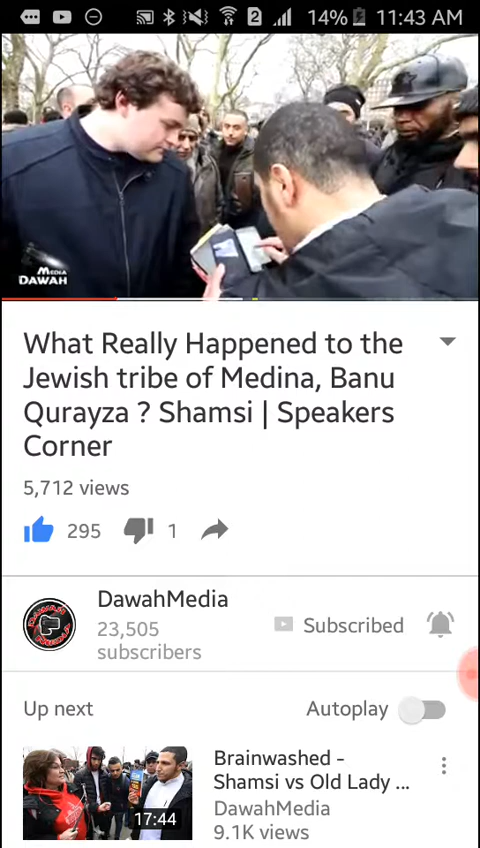 2 14% 11:43 AM
MEDIA
DAWAH
What Really Happened to the
Jewish tribe of Medina, Banu
Qurayza ? Shamsi | Speakers
Corner
5,712 views
295 1
DawahMedia
23,505
subscribers
Subscribed
Up next Autoplay
17:44
Brainwashed -
Shamsi vs Old Lady ...
DawahMedia
9.1K views